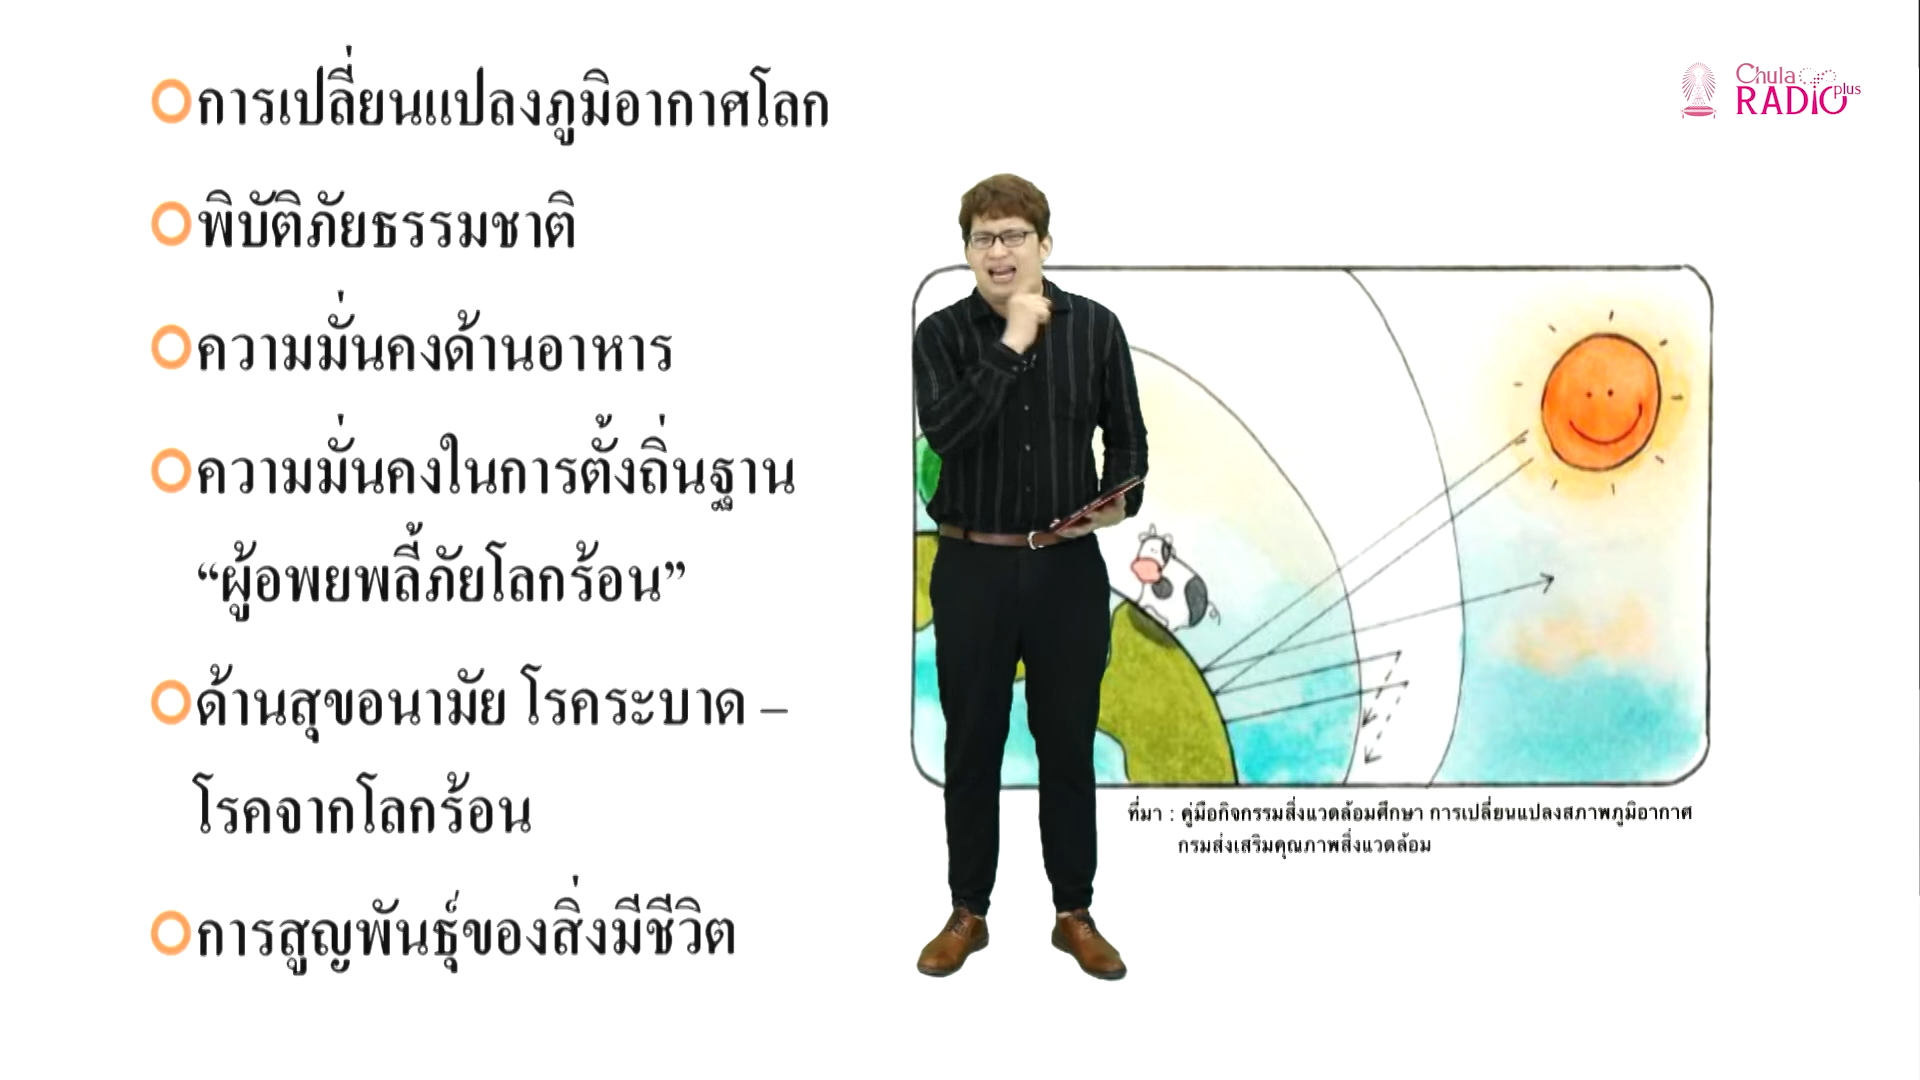 การเปลี่ยนแปลงภูมิอากาศโลก
พิบัติภัยธรรมชาติ
ความมั่นคงด้านอาหาร
ความมั่นคงในการตั้งถิ่นฐาน
“ผู้อพยพลี้ภัยโลกร้อน”
ด้านสุขอนามัย โรคระบาด –
โรคจากโลกร้อน
การสูญพันธุ์ของสิ่งมีชีวิต
Chula
RADIO plus
ที่มา : คู่มือกิจกรรมสิ่งแวดล้อมศึกษา การเปลี่ยนแปลงสภาพภูมิอากาศ
กรมส่งเสริมคุณภาพสิ่งแวดล้อม